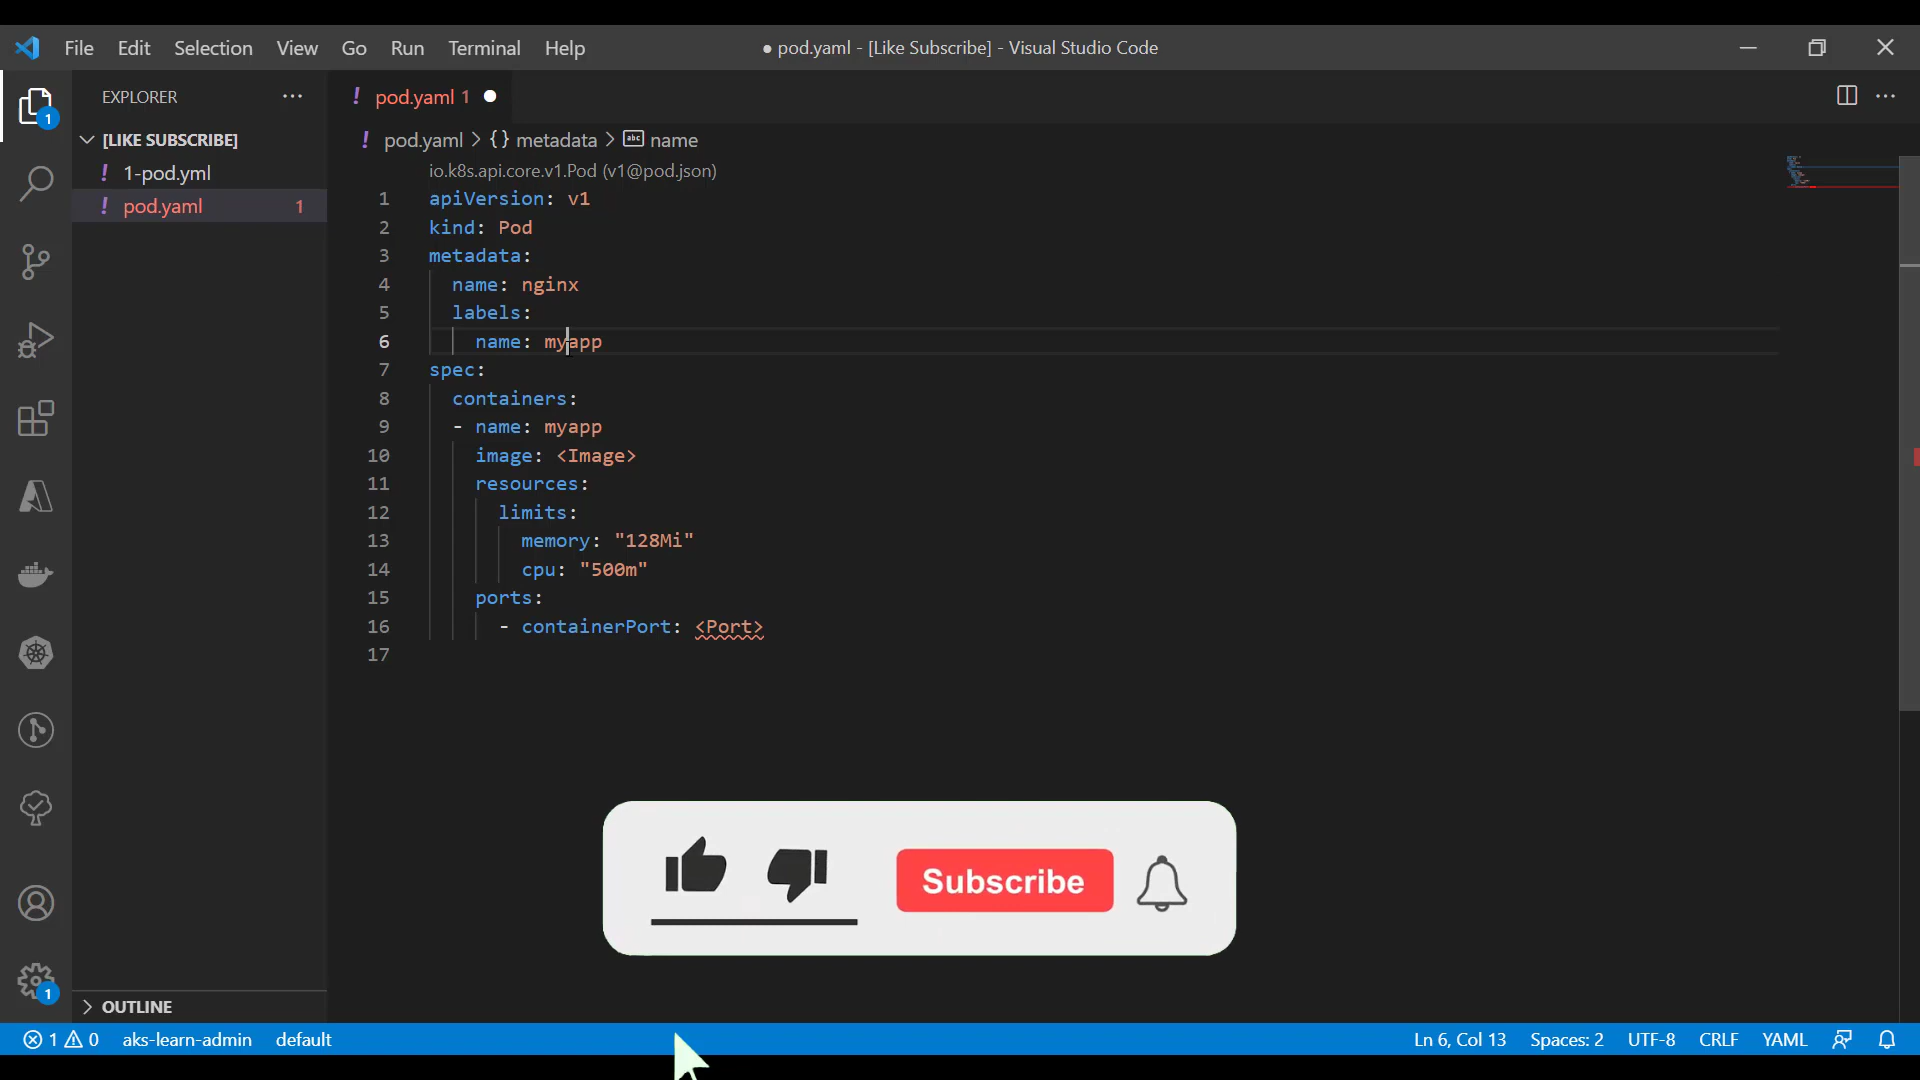 File Edit Selection View Go Run Terminal Help
● pod.yaml - [Like Subscribe] - Visual Studio Code
EXPLORER ...
[LIKE SUBSCRIBE]
! 1-pod.yml
! pod.yaml 1
OUTLINE
1
1
! pod.yaml 1 ●
! pod.yaml > {} metadata > abc name
io.k8s.api.core.v1.Pod (v1@pod.json)
1 apiVersion: v1
2 kind: Pod
3 metadata:
4   name: nginx
5   labels:
6     name: myapp
7 spec:
8   containers:
9   - name: myapp
10     image: <Image>
11     resources:
12       limits:
13         memory: "128Mi"
14         cpu: "500m"
15     ports:
16       - containerPort: <Port>
17
Subscribe
1 0 aks-learn-admin default
Ln 6, Col 13 Spaces: 2 UTF-8 CRLF YAML